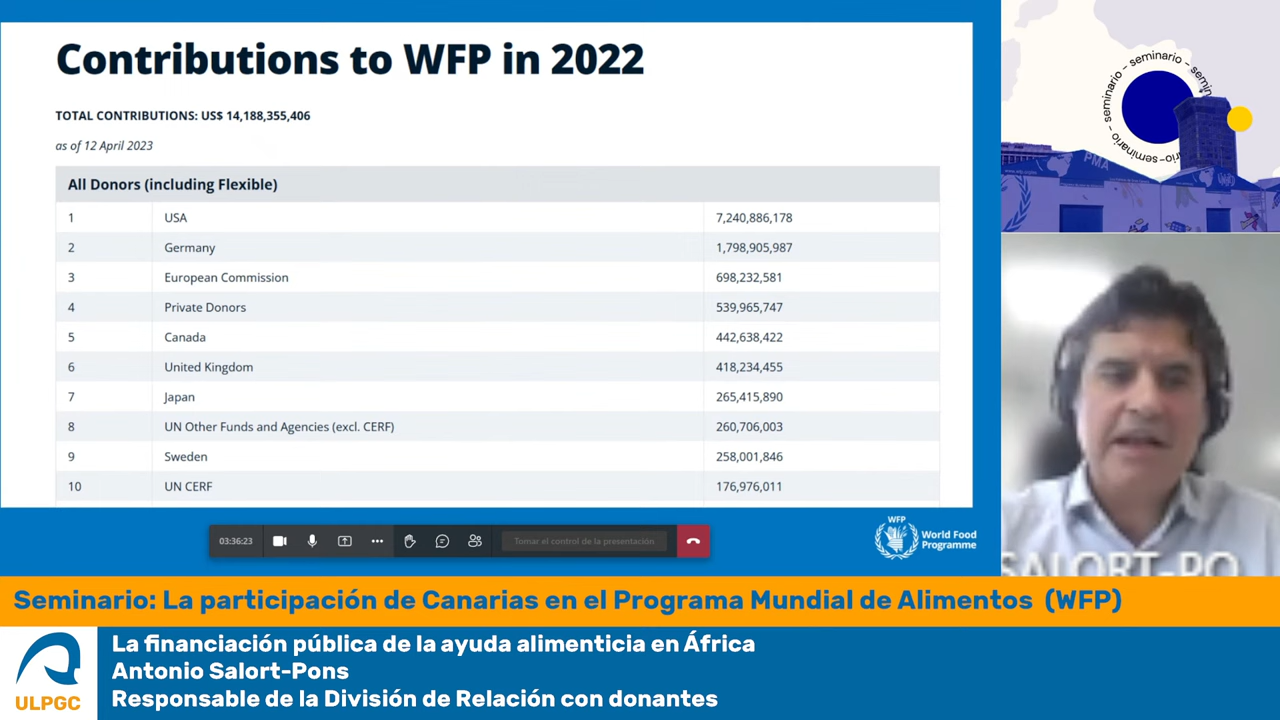 Contributions to WFP in 2022
TOTAL CONTRIBUTIONS: US$ 14,188,355,406
as of 12 April 2023
All Donors (including Flexible)
1 USA 7,240,886,178
2 Germany 1,798,905,987
3 European Commission 698,232,581
4 Private Donors 539,965,747
5 Canada 442,638,422
6 United Kingdom 418,234,455
7 Japan 265,415,890
8 UN Other Funds and Agencies (excl. CERF) 260,706,003
9 Sweden 258,001,846
10 UN CERF 176,976,011
03:36:23
Tomar el control de la presentación
WFP
World Food
Programme
seminario - seminario - semin
seminario
PMA
SALORT-PO
Seminario: La participación de Canarias en el Programa Mundial de Alimentos (WFP)
La financiación pública de la ayuda alimenticia en África
Antonio Salort-Pons
Responsable de la División de Relación con donantes
ULPGC